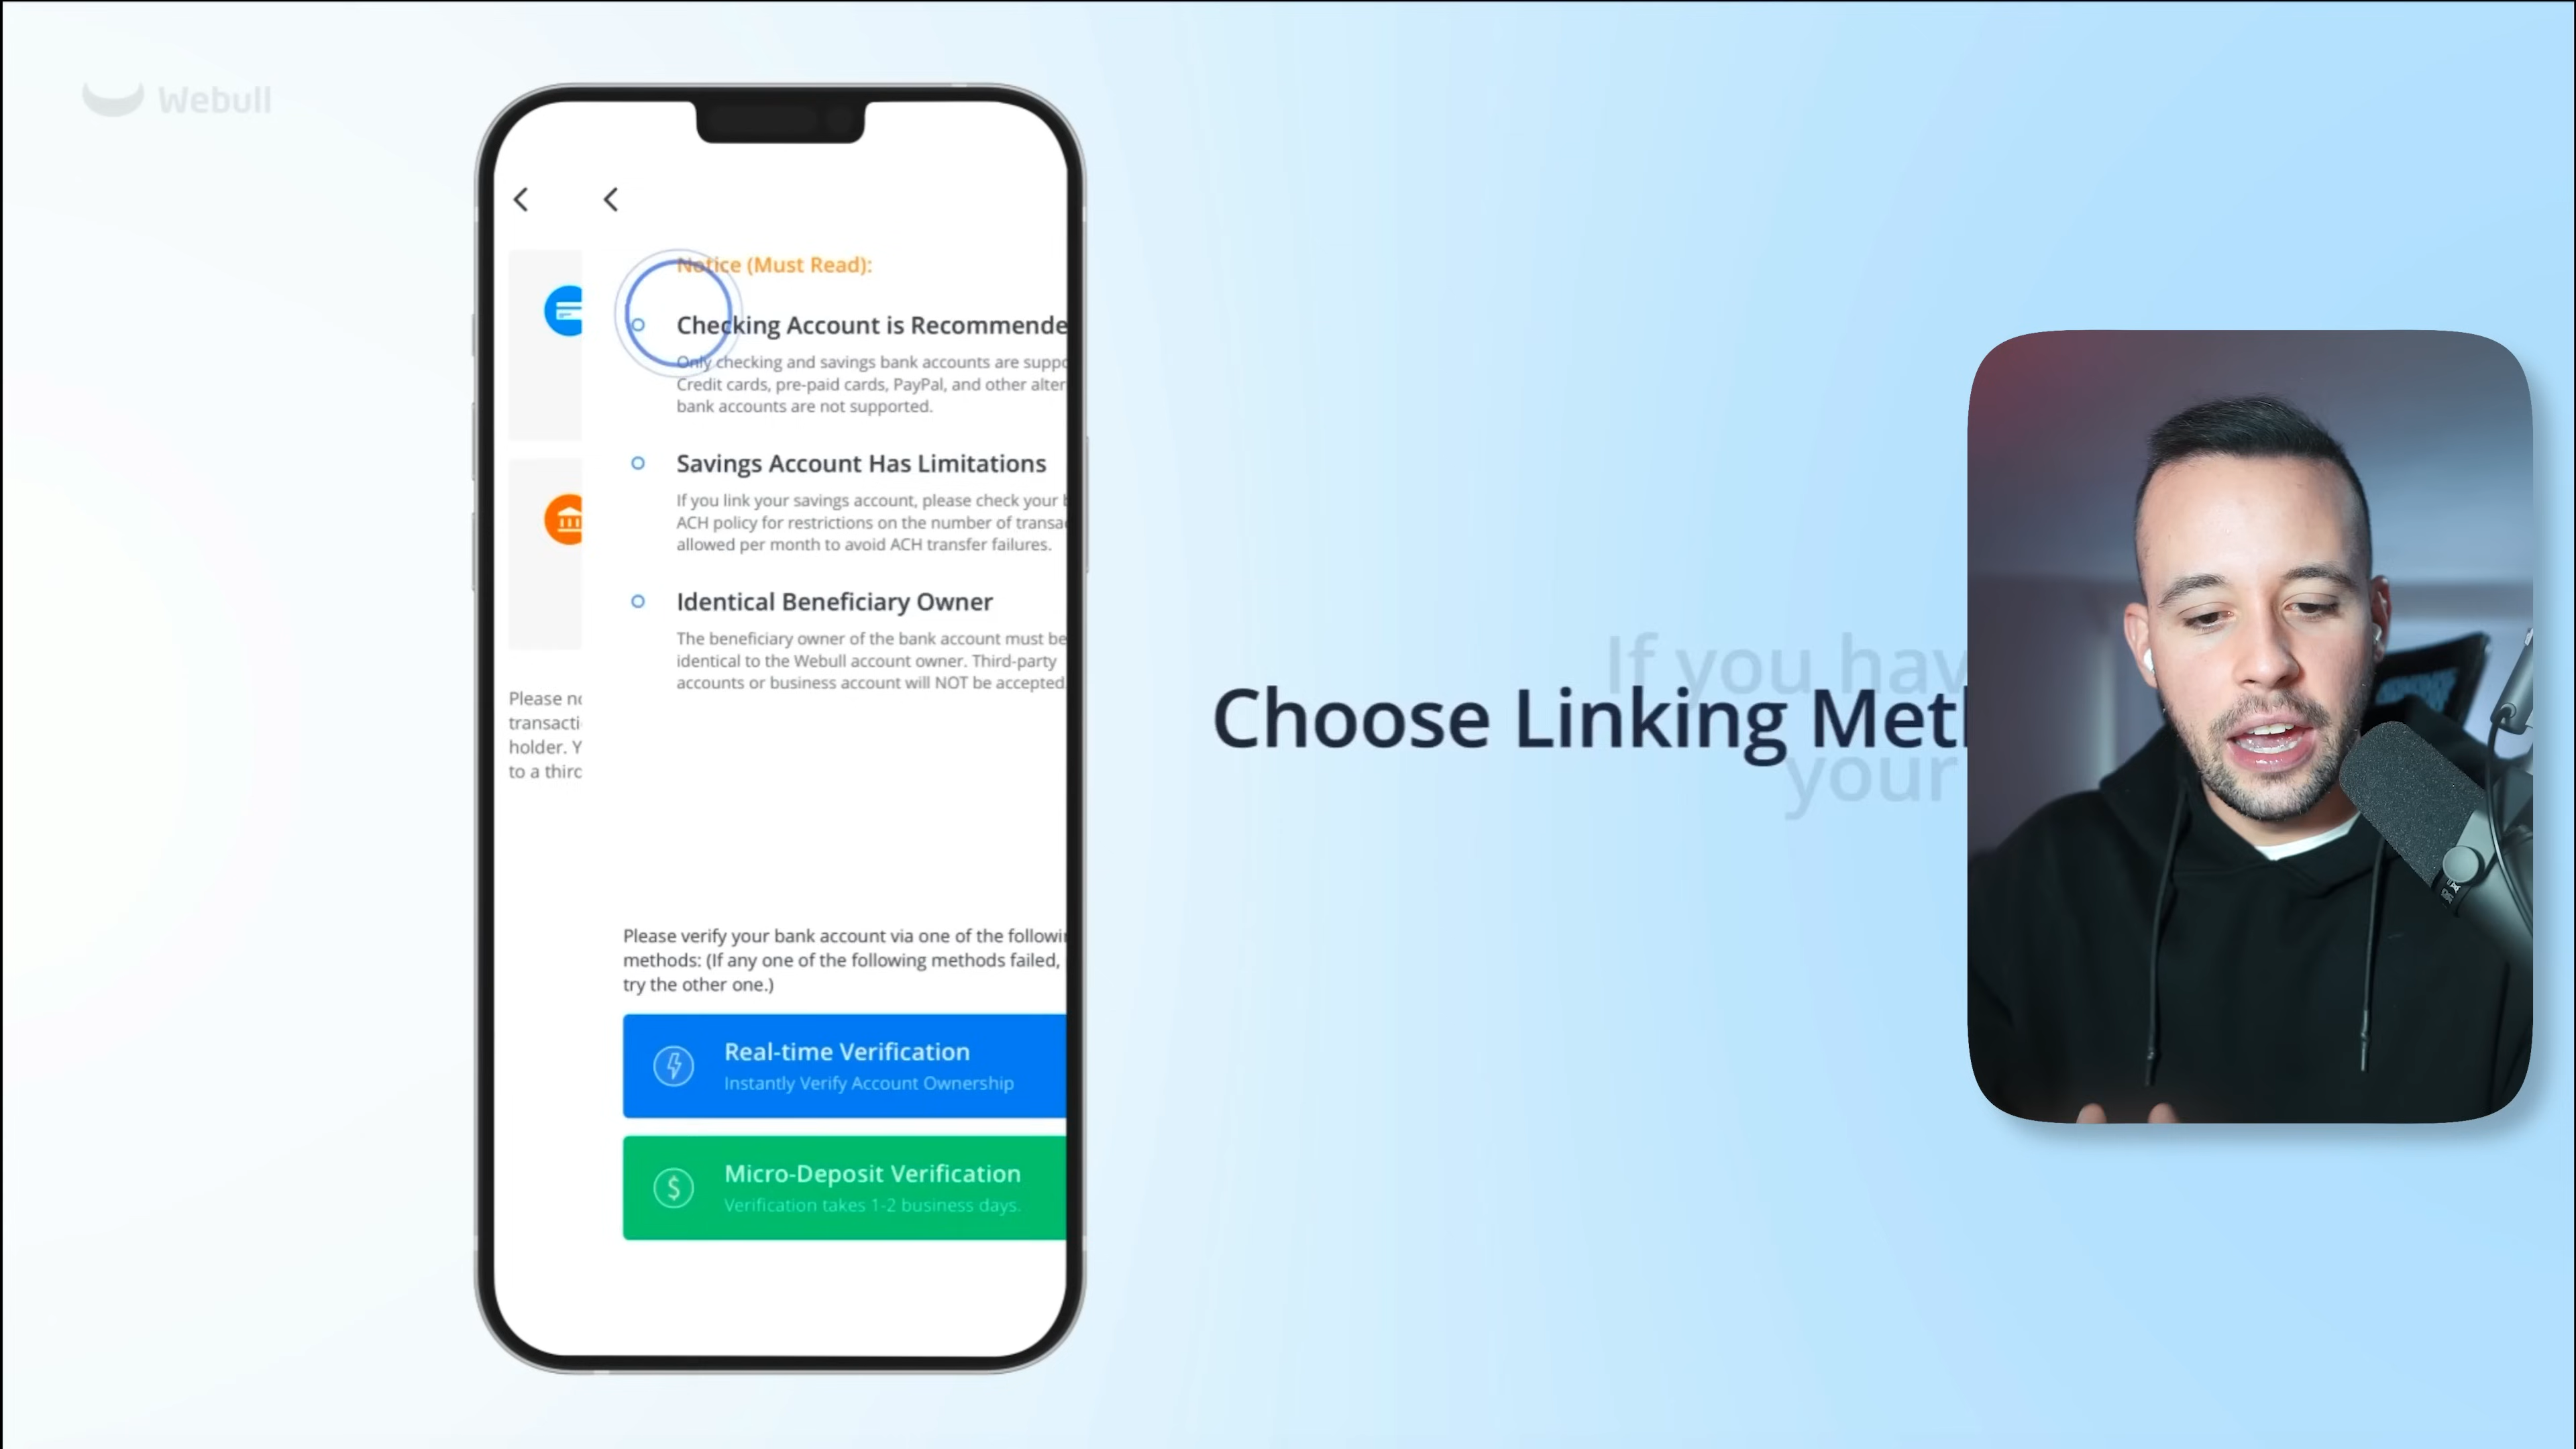 Webull
Notice (Must Read):
Checking Account is Recommende
Only checking and savings bank accounts are suppo
Credit cards, pre-paid cards, PayPal, and other alter
bank accounts are not supported.
Savings Account Has Limitations
If you link your savings account, please check your b
ACH policy for restrictions on the number of transa
allowed per month to avoid ACH transfer failures.
Identical Beneficiary Owner
The beneficiary owner of the bank account must be
identical to the Webull account owner. Third-party
accounts or business account will NOT be accepted.
Please no
transacti
holder. Y
to a third
Please verify your bank account via one of the followi
methods: (If any one of the following methods failed,
try the other one.)
Real-time Verification
Instantly Verify Account Ownership
Micro-Deposit Verification
Verification takes 1-2 business days.
If you hav
Choose Linking Meth
your